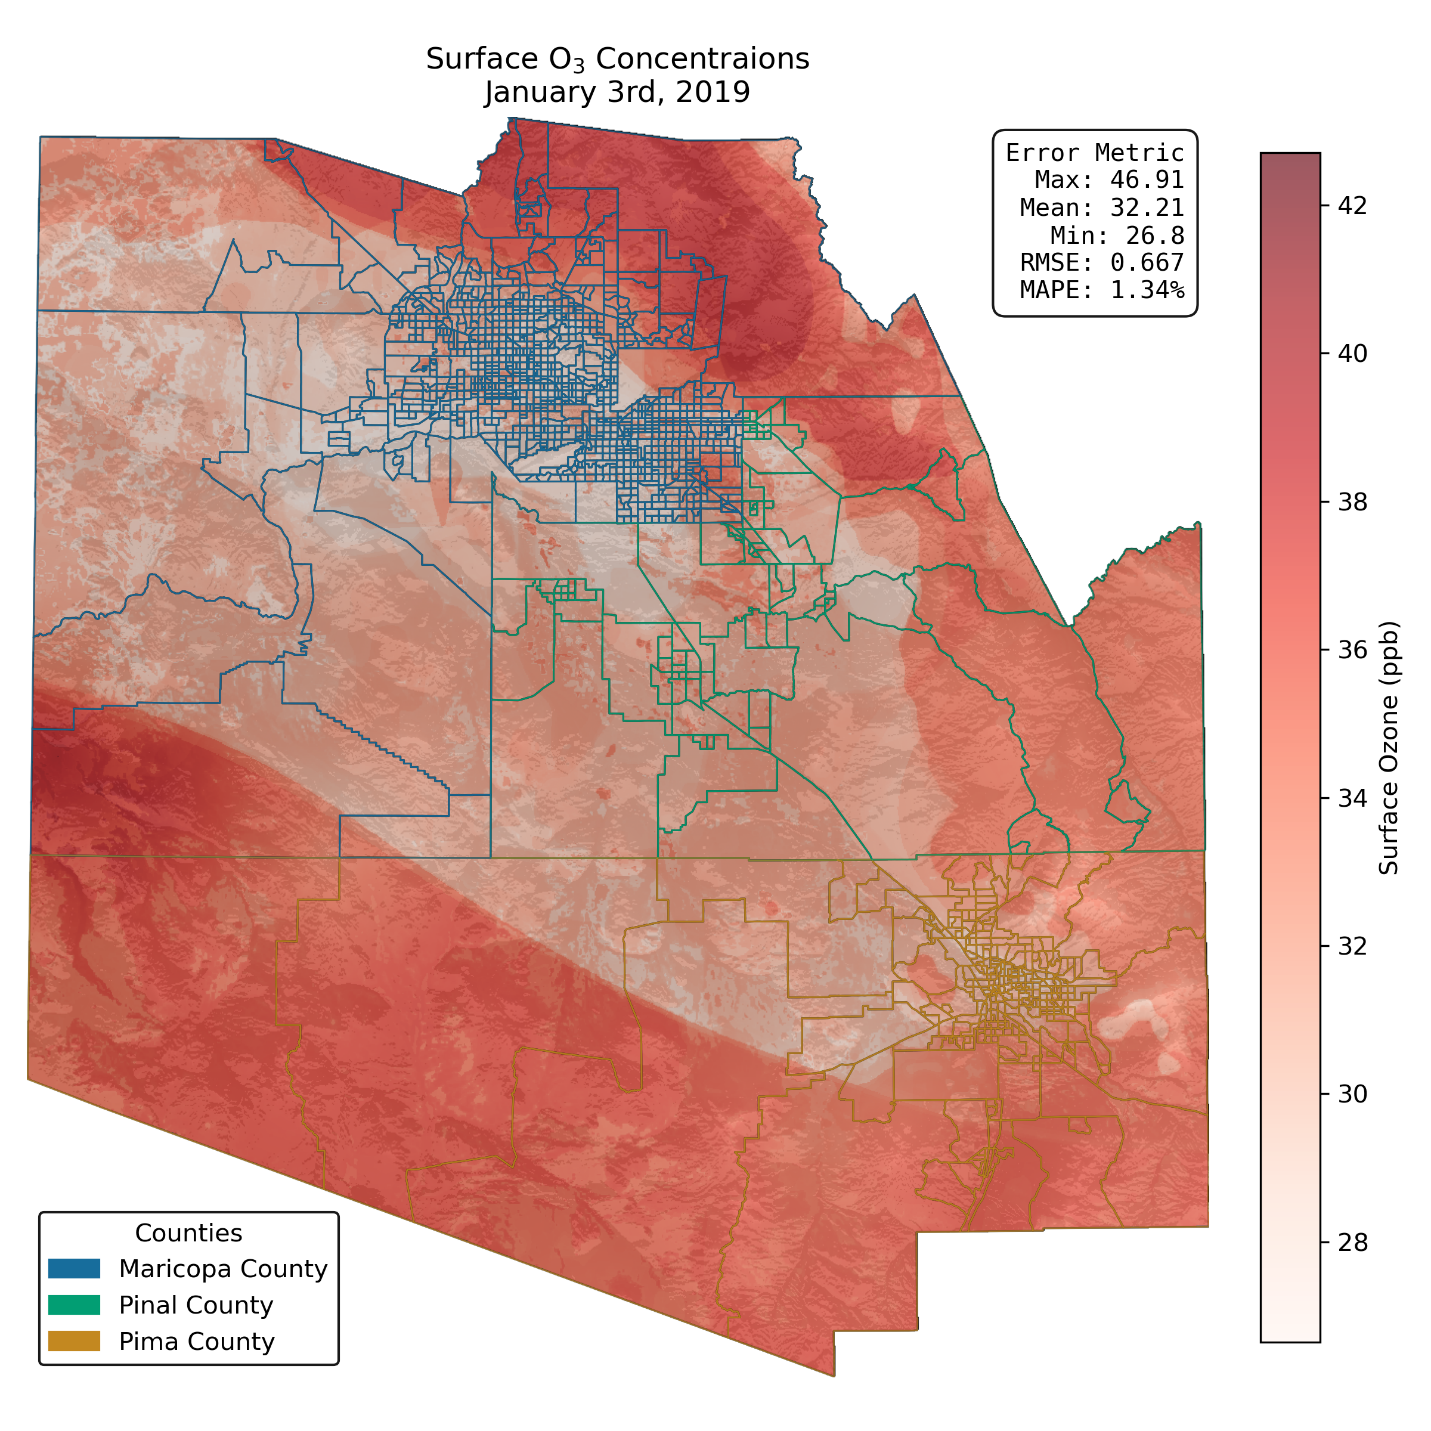 Surface O₃ Concentraions
January 3rd, 2019
Error Metric
Max: 46.91
Mean: 32.21
Min: 26.8
RMSE: 0.667
MAPE: 1.34%
42
40
38
36
34
32
30
28
Surface Ozone (ppb)
Counties
Maricopa County
Pinal County
Pima County